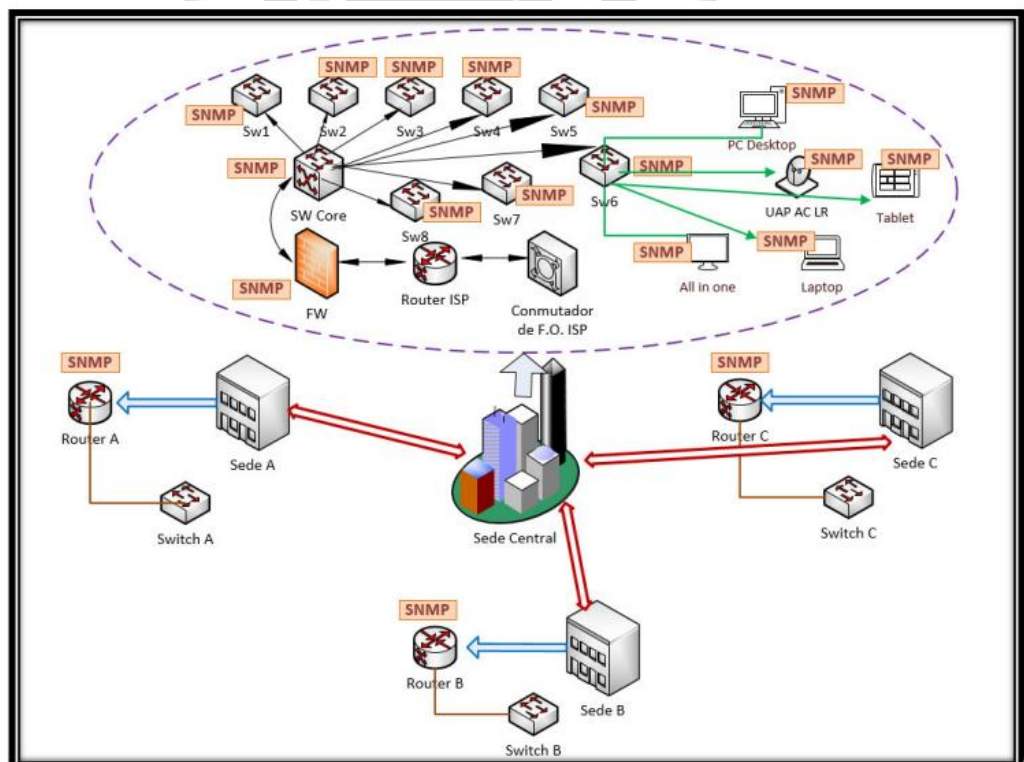 SNMP
SNMP
SNMP
SNMP
SNMP
SNMP
Sw1
Sw2
Sw3
Sw4
Sw5
PC Desktop
SNMP
SNMP
SNMP
SNMP
SW Core
Sw6
UAP AC LR
Tablet
SNMP
SNMP
Sw8
Sw7
SNMP
SNMP
SNMP
FW
Router ISP
Conmutador
de F.O. ISP
All in one
Laptop
SNMP
Router A
Sede A
SNMP
Router C
Sede C
Switch A
Sede Central
Switch C
SNMP
Router B
Sede B
Switch B